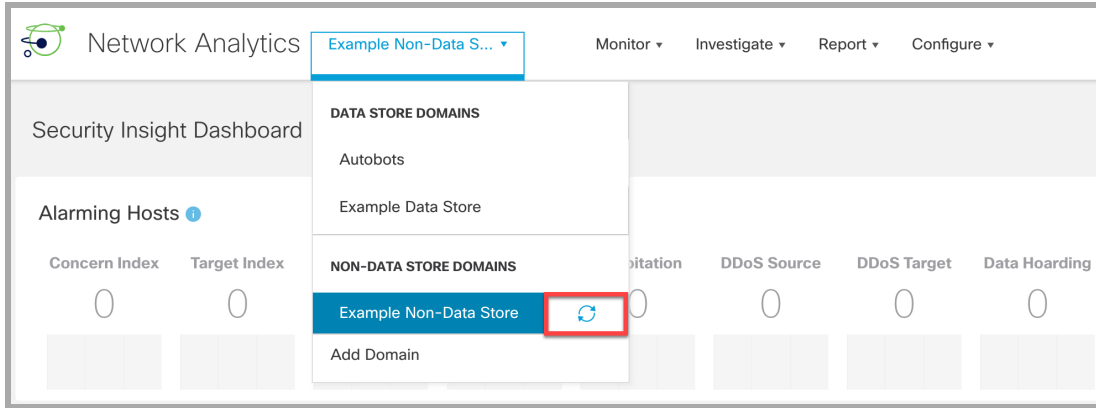 Network Analytics
Example Non-Data S...
Monitor
Investigate
Report
Configure
Security Insight Dashboard
DATA STORE DOMAINS
Autobots
Example Data Store
NON-DATA STORE DOMAINS
Example Non-Data Store
Add Domain
Alarming Hosts
Concern Index
Target Index
DDoS Source
DDoS Target
Data Hoarding
0
0
0
0
0
0